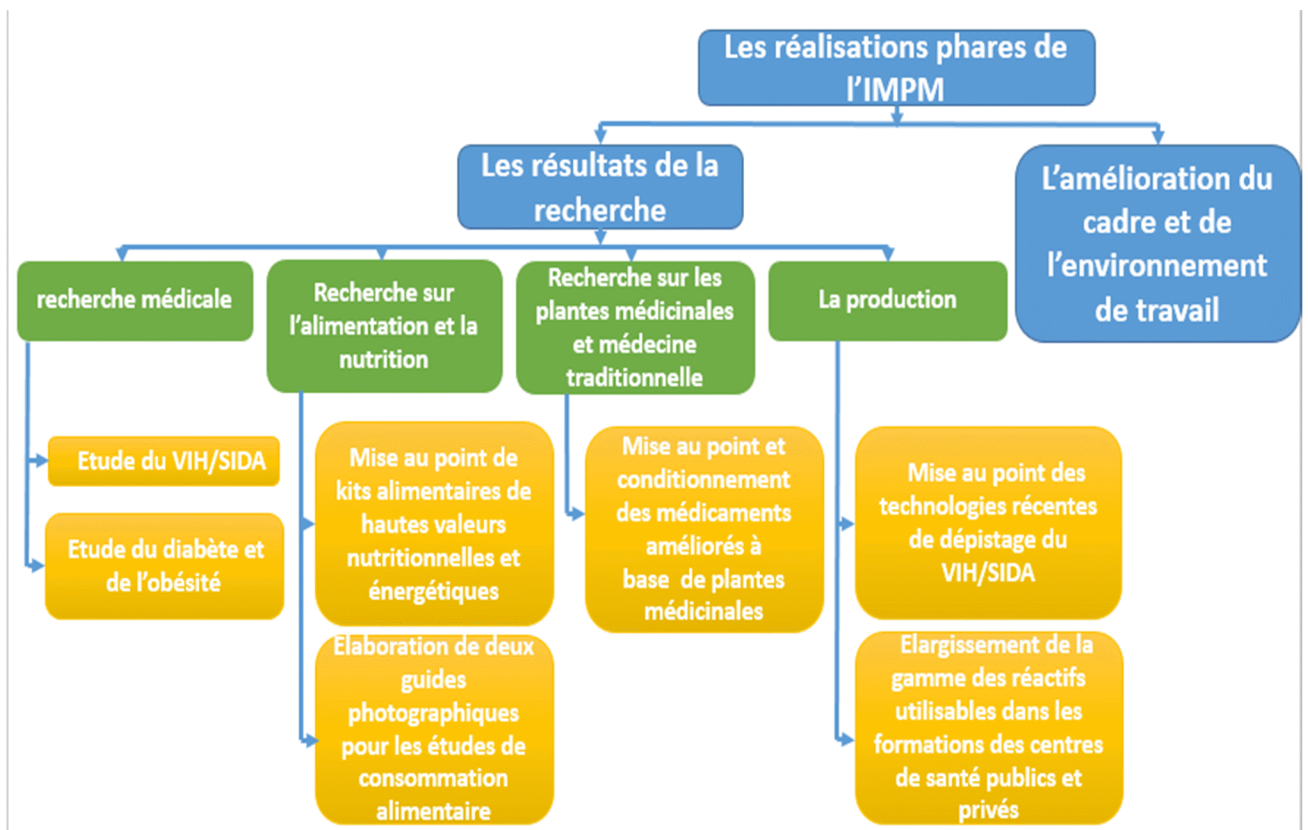 Les réalisations phares de
l'IMPM
Les résultats de la
recherche
L'amélioration du
cadre et de
l'environnement
de travail
recherche médicale
Recherche sur
l'alimentation et la
nutrition
Recherche sur les
plantes médicinales
et médecine
traditionnelle
La production
Etude du VIH/SIDA
Etude du diabète et
de l'obésité
Mise au point de
kits alimentaires de
hautes valeurs
nutritionnelles et
énergétiques
Elaboration de deux
guides
photographiques
pour les études de
consommation
alimentaire
Mise au point et
conditionnement
des médicaments
améliorés à
base de plantes
médicinales
Mise au point des
technologies récentes
de dépistage du
VIH/SIDA
Elargissement de la
gamme des réactifs
utilisables dans les
formations des centres
de santé publics et
privés